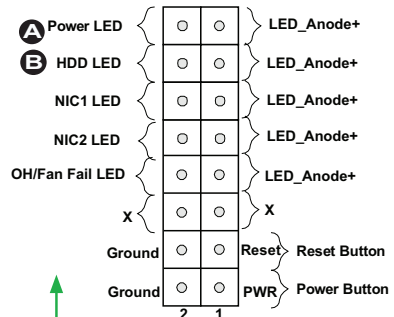 A Power LED LED_Anode+
B HDD LED LED_Anode+
NIC1 LED LED_Anode+
NIC2 LED LED_Anode+
OH/Fan Fail LED LED_Anode+
X X
Ground Reset Reset Button
Ground PWR Power Button
2 1